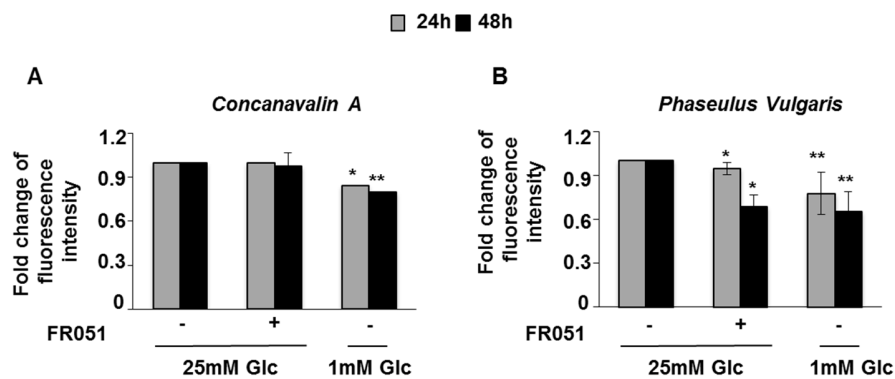 24h 48h
A
Concanavalin A
Fold change of
fluorescence
intensity
1.2
0.9
0.6
0.3
0
FR051 - + -
25mM Glc 1mM Glc
* **
B
Phaseulus Vulgaris
Fold change of
fluorescence
intensity
1.2
0.9
0.6
0.3
0
* * ** **
FR051 - + -
25mM Glc 1mM Glc